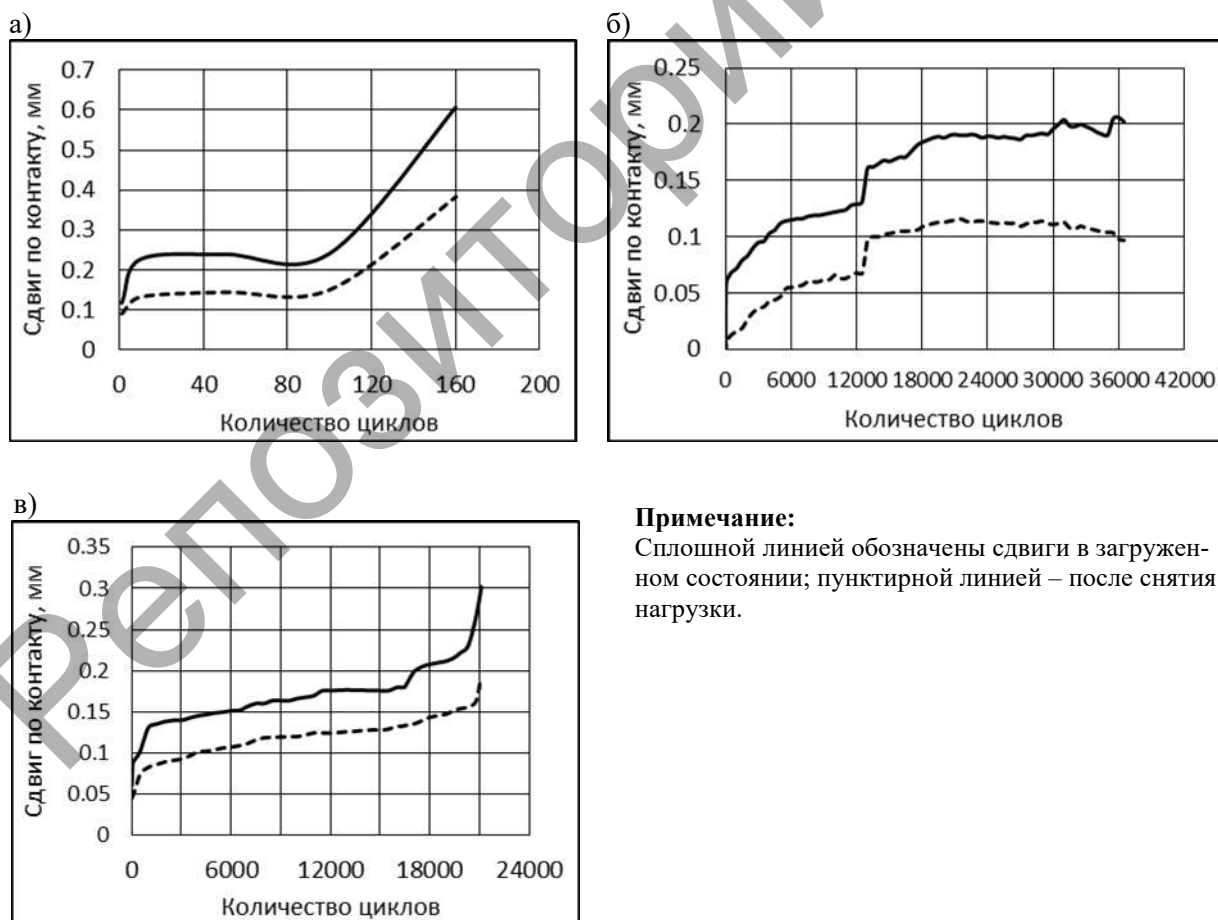 а)
0.7
0.6
0.5
0.4
0.3
0.2
0.1
0
Сдвиг по контакту, мм
0 40 80 120 160 200
Количество циклов
б)
0.25
0.2
0.15
0.1
0.05
0
Сдвиг по контакту, мм
0 6000 12000 18000 24000 30000 36000 42000
Количество циклов
в)
0.35
0.3
0.25
0.2
0.15
0.1
0.05
0
Сдвиг по контакту, мм
0 6000 12000 18000 24000
Количество циклов
Примечание:
Сплошной линией обозначены сдвиги в загружен-
ном состоянии; пунктирной линией – после снятия
нагрузки.
Репозитори